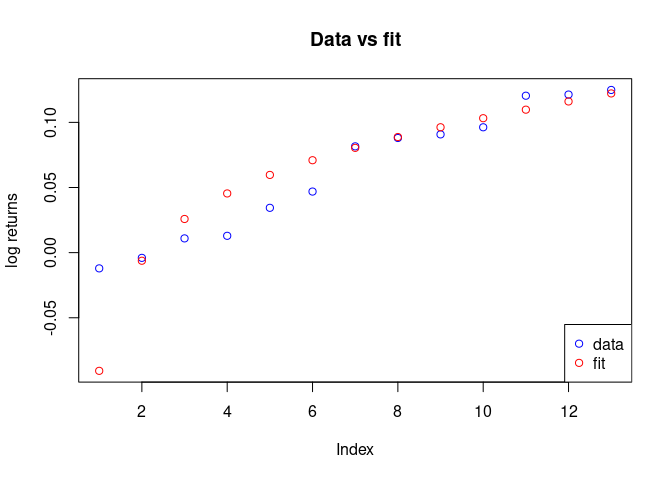 Data vs fit
log returns
0.10
0.05
0.00
-0.05
2 4 6 8 10 12
Index
data
fit